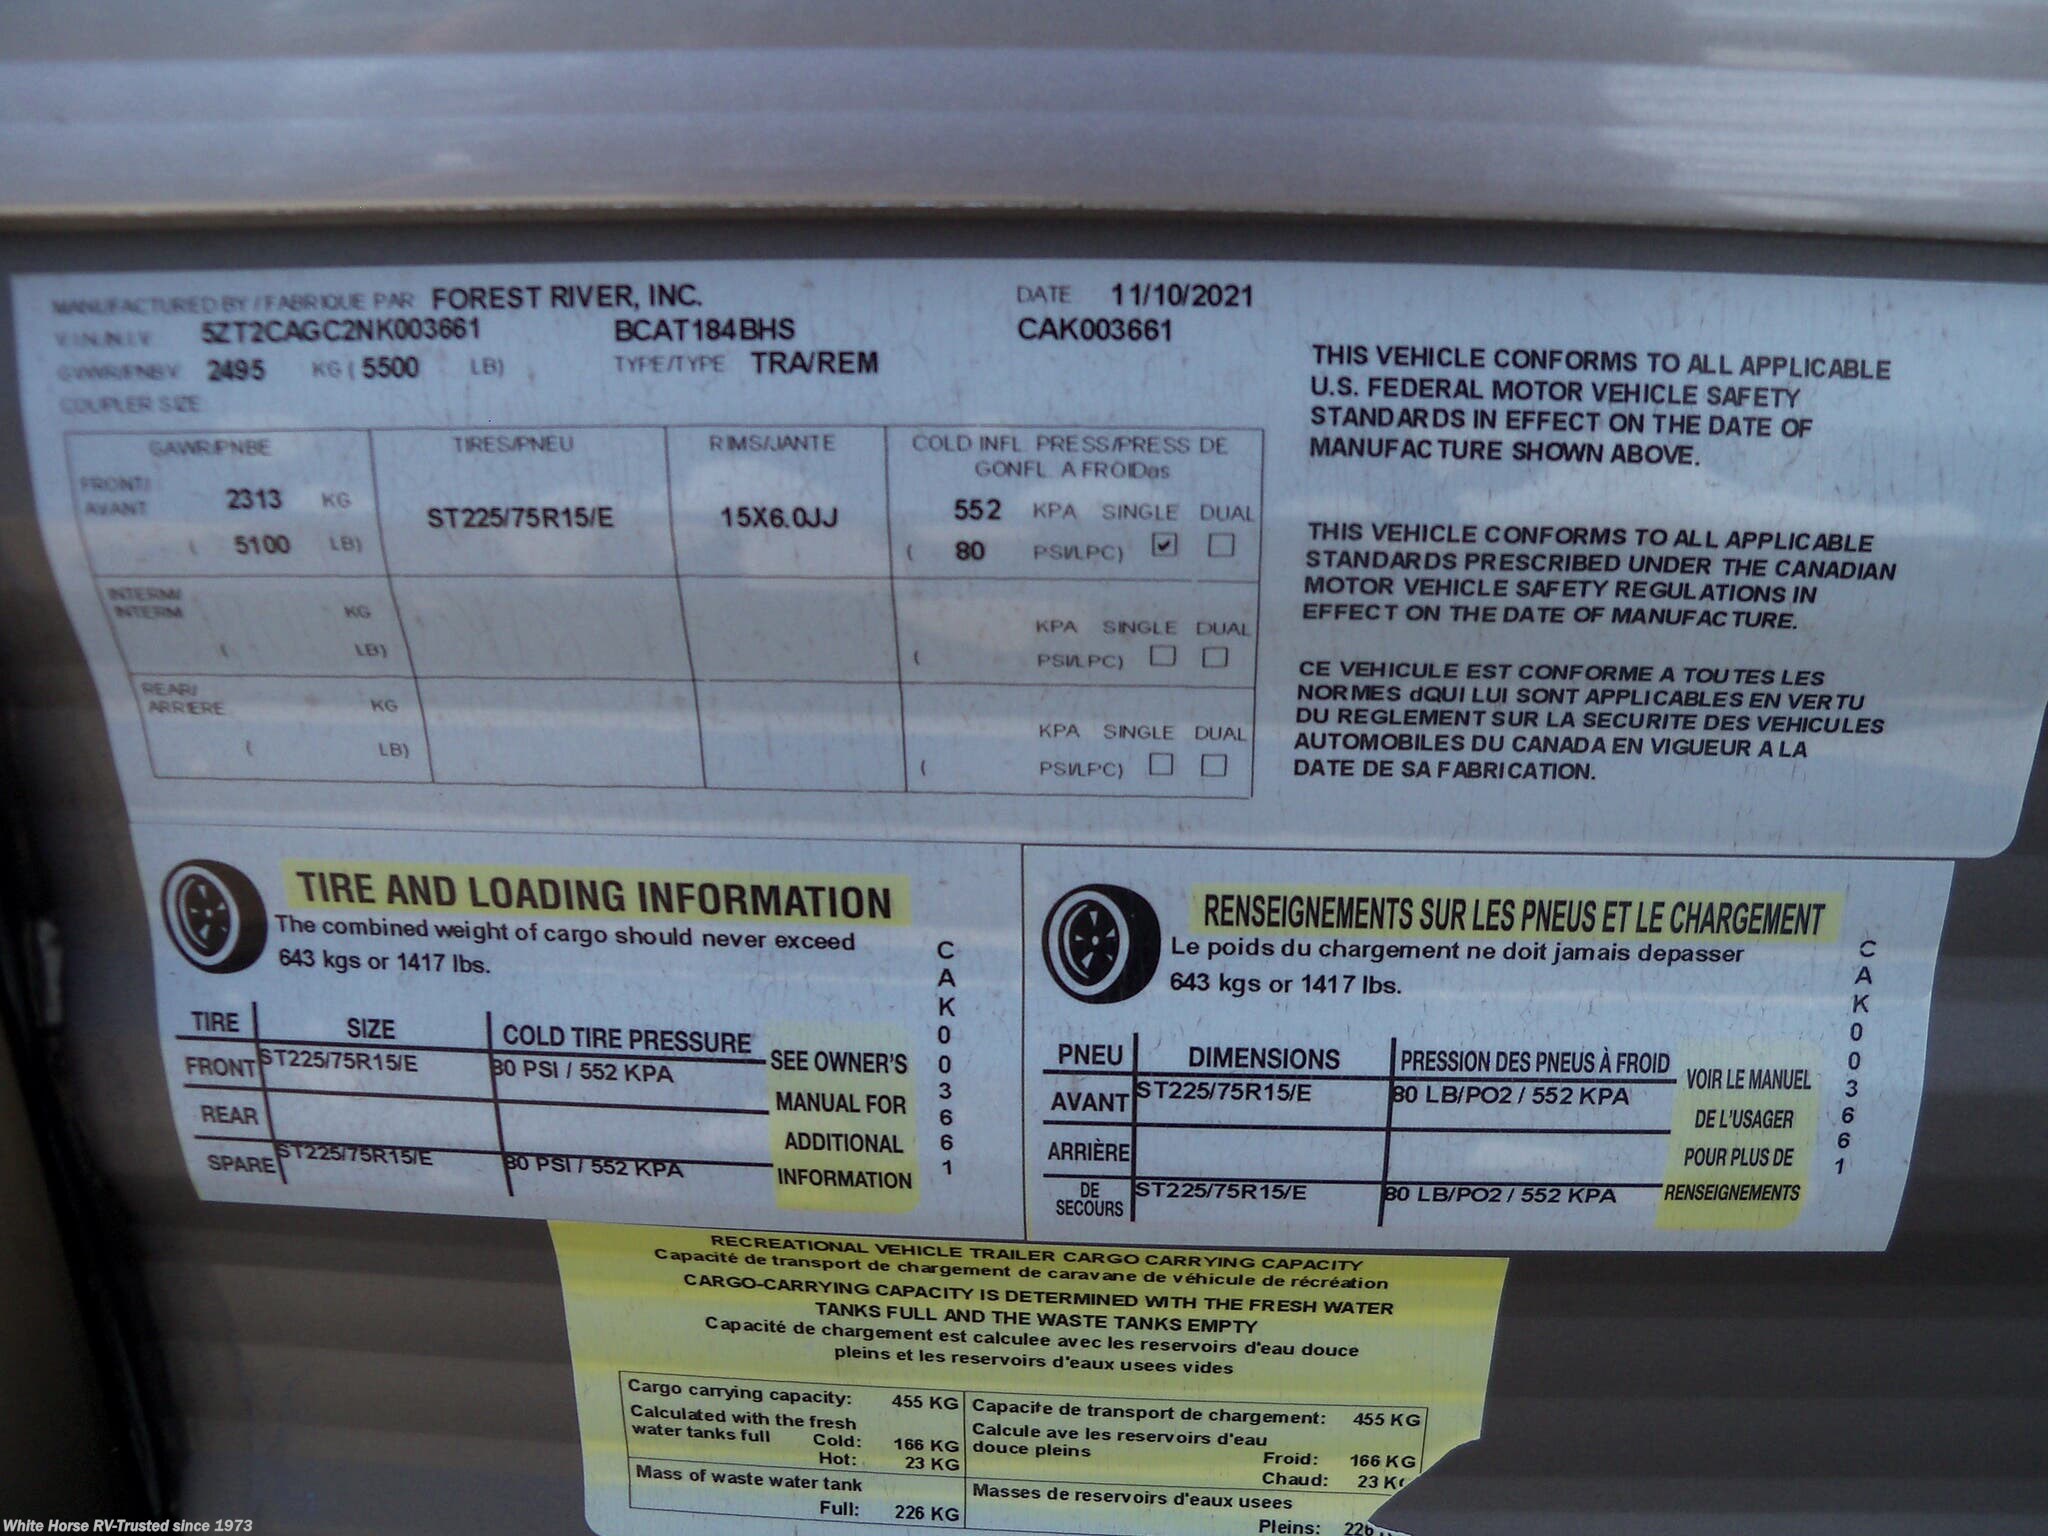 MANUFACTURED BY / FABRIQUE PAR FOREST RIVER, INC. DATE 11/10/2021
V.I.N./N.I.V. 5ZT2CAGC2NK003661 BCAT184BHS CAK003661
GVWR/PNBV 2495 KG ( 5500 LB) TYPE/TYPE TRA/REM
COUPLER SIZE
GAWR/PNBE TIRES/PNEU RIMS/JANTE COLD INFL. PRESS/PRESS DE
GONFL. A FROIDas
FRONT/
AVANT 2313 KG ST225/75R15/E 15X6.0JJ 552 KPA SINGLE DUAL
( 5100 LB) ( 80 PSI/LPC)
INTERM/
INTERM KG KPA SINGLE DUAL
( LB) ( PSI/LPC)
REAR/
ARRIERE KG KPA SINGLE DUAL
( LB) ( PSI/LPC)
THIS VEHICLE CONFORMS TO ALL APPLICABLE
U.S. FEDERAL MOTOR VEHICLE SAFETY
STANDARDS IN EFFECT ON THE DATE OF
MANUFACTURE SHOWN ABOVE.
THIS VEHICLE CONFORMS TO ALL APPLICABLE
STANDARDS PRESCRIBED UNDER THE CANADIAN
MOTOR VEHICLE SAFETY REGULATIONS IN
EFFECT ON THE DATE OF MANUFACTURE.
CE VEHICULE EST CONFORME A TOUTES LES
NORMES dQUI LUI SONT APPLICABLES EN VERTU
DU REGLEMENT SUR LA SECURITE DES VEHICULES
AUTOMOBILES DU CANADA EN VIGUEUR A LA
DATE DE SA FABRICATION.
TIRE AND LOADING INFORMATION
The combined weight of cargo should never exceed
643 kgs or 1417 lbs.
TIRE SIZE COLD TIRE PRESSURE
FRONT ST225/75R15/E 80 PSI / 552 KPA
REAR
SPARE ST225/75R15/E 80 PSI / 552 KPA
SEE OWNER'S
MANUAL FOR
ADDITIONAL
INFORMATION
CAK003661
RENSEIGNEMENTS SUR LES PNEUS ET LE CHARGEMENT
Le poids du chargement ne doit jamais depasser
643 kgs or 1417 lbs.
PNEU DIMENSIONS PRESSION DES PNEUS À FROID
AVANT ST225/75R15/E 80 LB/PO2 / 552 KPA
ARRIÈRE
DE
SECOURS ST225/75R15/E 80 LB/PO2 / 552 KPA
VOIR LE MANUEL
DE L'USAGER
POUR PLUS DE
RENSEIGNEMENTS
CAK003661
RECREATIONAL VEHICLE TRAILER CARGO CARRYING CAPACITY
Capacité de transport de chargement de caravane de véhicule de récréation
CARGO-CARRYING CAPACITY IS DETERMINED WITH THE FRESH WATER
TANKS FULL AND THE WASTE TANKS EMPTY
Capacité de chargement est calculee avec les reservoirs d'eau douce
pleins et les reservoirs d'eaux usees vides
Cargo carrying capacity: 455 KG
Calculated with the fresh
water tanks full Cold: 166 KG
Hot: 23 KG
Mass of waste water tank
Full: 226 KG
Capacite de transport de chargement: 455 KG
Calcule ave les reservoirs d'eau
douce pleins Froid: 166 KG
Chaud: 23 KG
Masses de reservoirs d'eaux usees
Pleins: 226
White Horse RV-Trusted since 1973